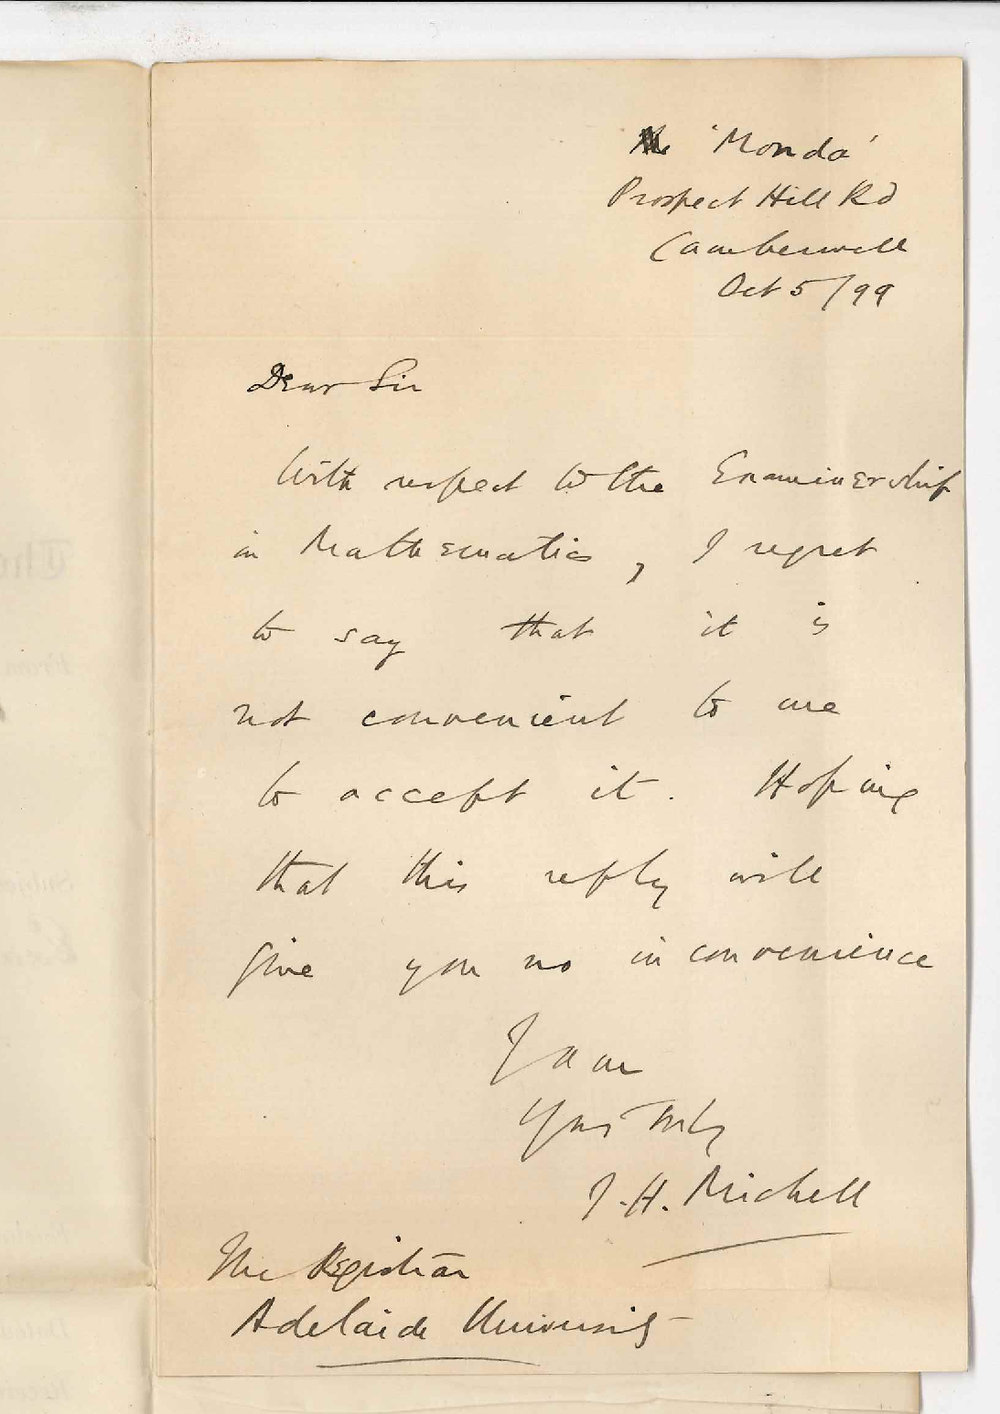 'Monda'
Prospect Hill Rd
Camberwell
Oct 5/99
Dear Sir
With respect to the Examinership
in Mathematics, I regret
to say that it is
not convenient to me
to accept it. Hoping
that this reply will
give you no inconvenience
I am
Yrs truly
J.H. Michell
The Registrar
Adelaide University